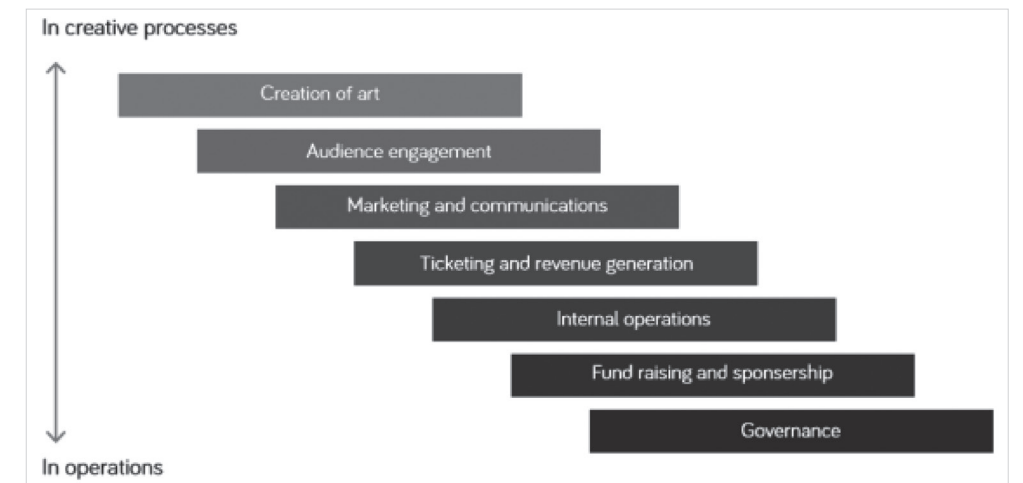 In creative processes
Creation of art
Audience engagement
Marketing and communications
Ticketing and revenue generation
Internal operations
Fund raising and sponsership
Governance
In operations